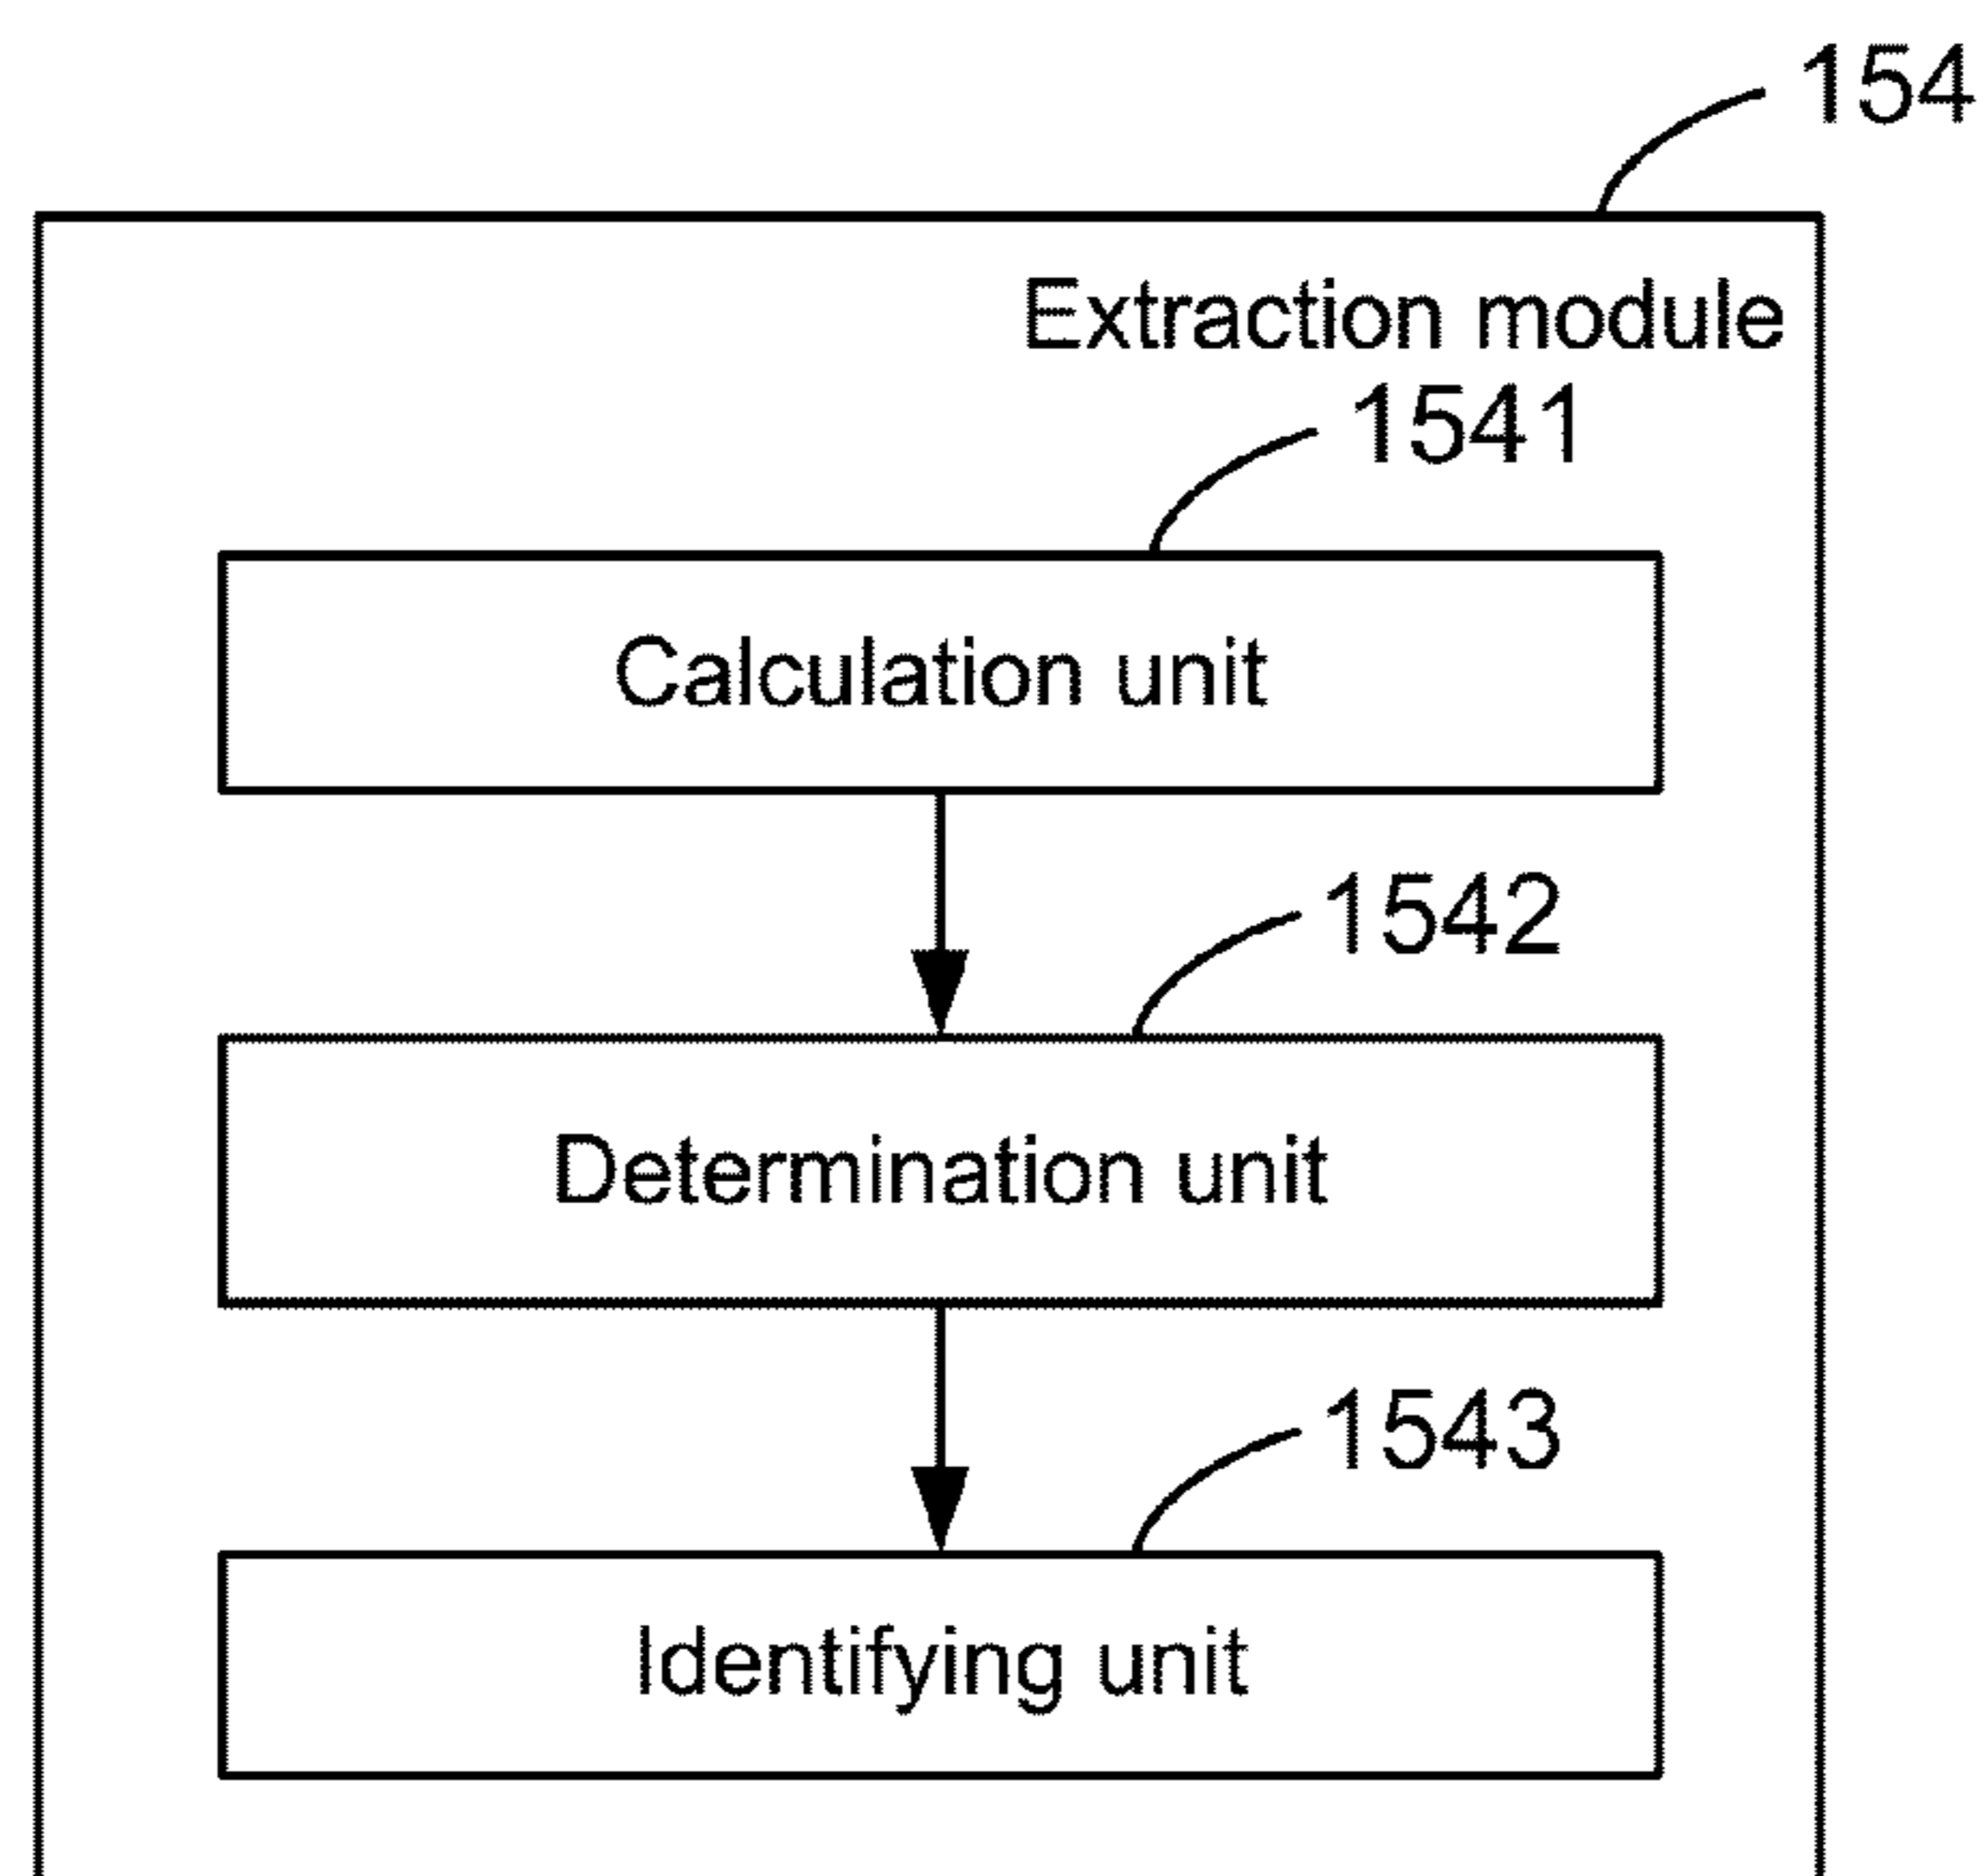 154
Extraction module
1541
Calculation unit
1542
Determination unit
1543
Identifying unit